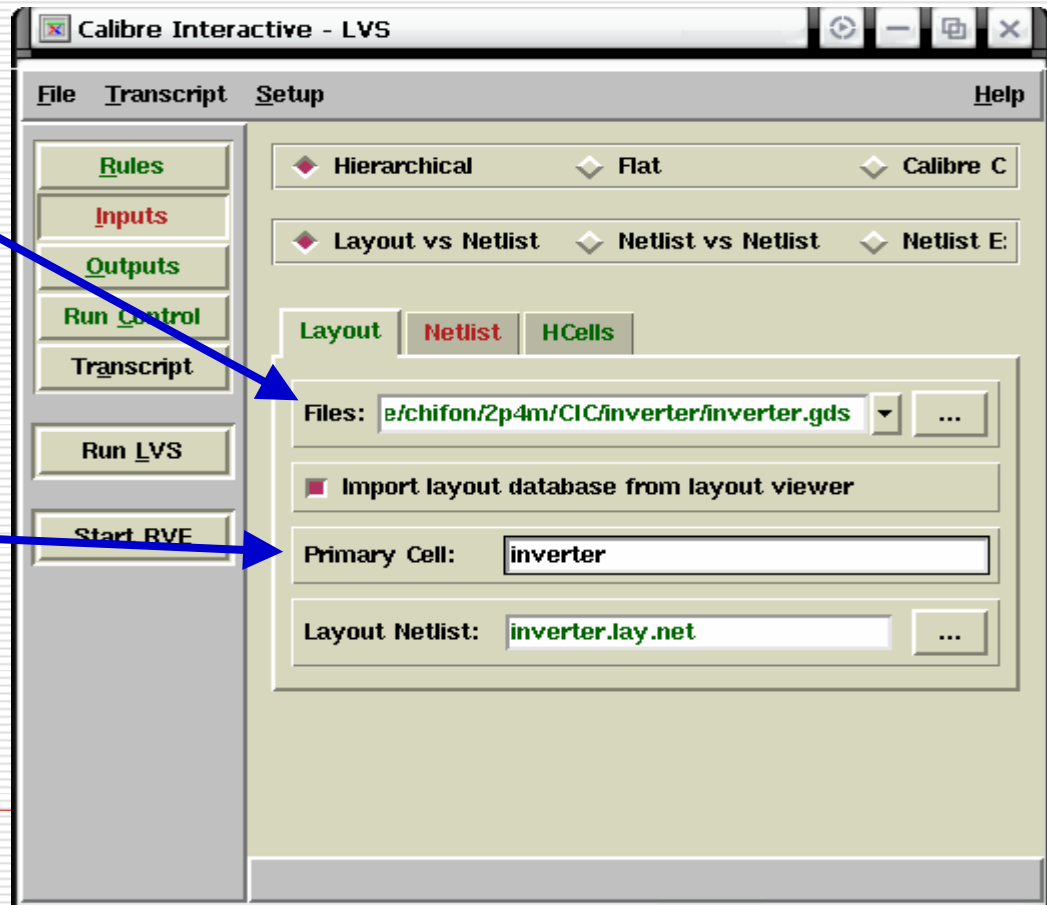 Calibre Interactive - LVS
File Transcript Setup Help
Rules
Inputs
Outputs
Run Control
Transcript
Run LVS
Start RVE
Hierarchical Flat Calibre C
Layout vs Netlist Netlist vs Netlist Netlist E
Layout Netlist HCells
Files: e/chifon/2p4m/CIC/inverter/inverter.gds ...
Import layout database from layout viewer
Primary Cell: inverter
Layout Netlist: inverter.lay.net ...